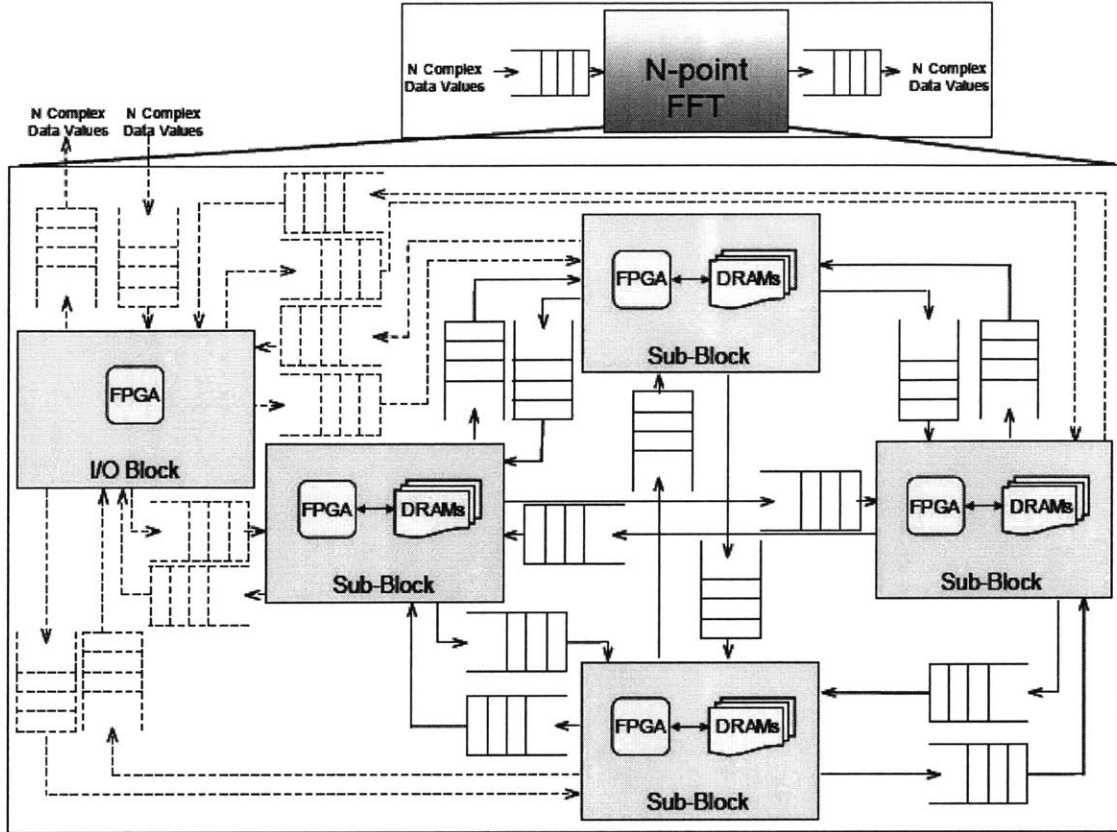 N Complex
Data Values
N-point
FFT
N Complex
Data Values
N Complex
Data Values
N Complex
Data Values
FPGA
DRAMs
Sub-Block
FPGA
I/O Block
FPGA
DRAMs
Sub-Block
FPGA
DRAMs
Sub-Block
FPGA
DRAMs
Sub-Block